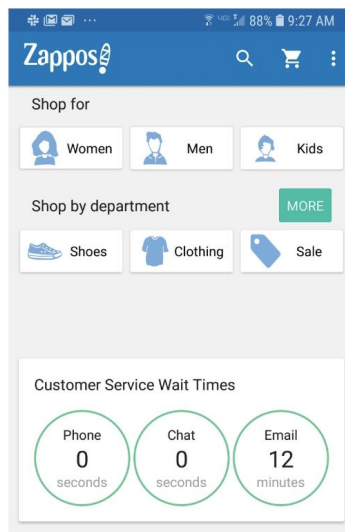 88% 9:27 AM
Zappos
Shop for
Women Men Kids
Shop by department MORE
Shoes Clothing Sale
Customer Service Wait Times
Phone Chat Email
0 0 12
seconds seconds minutes